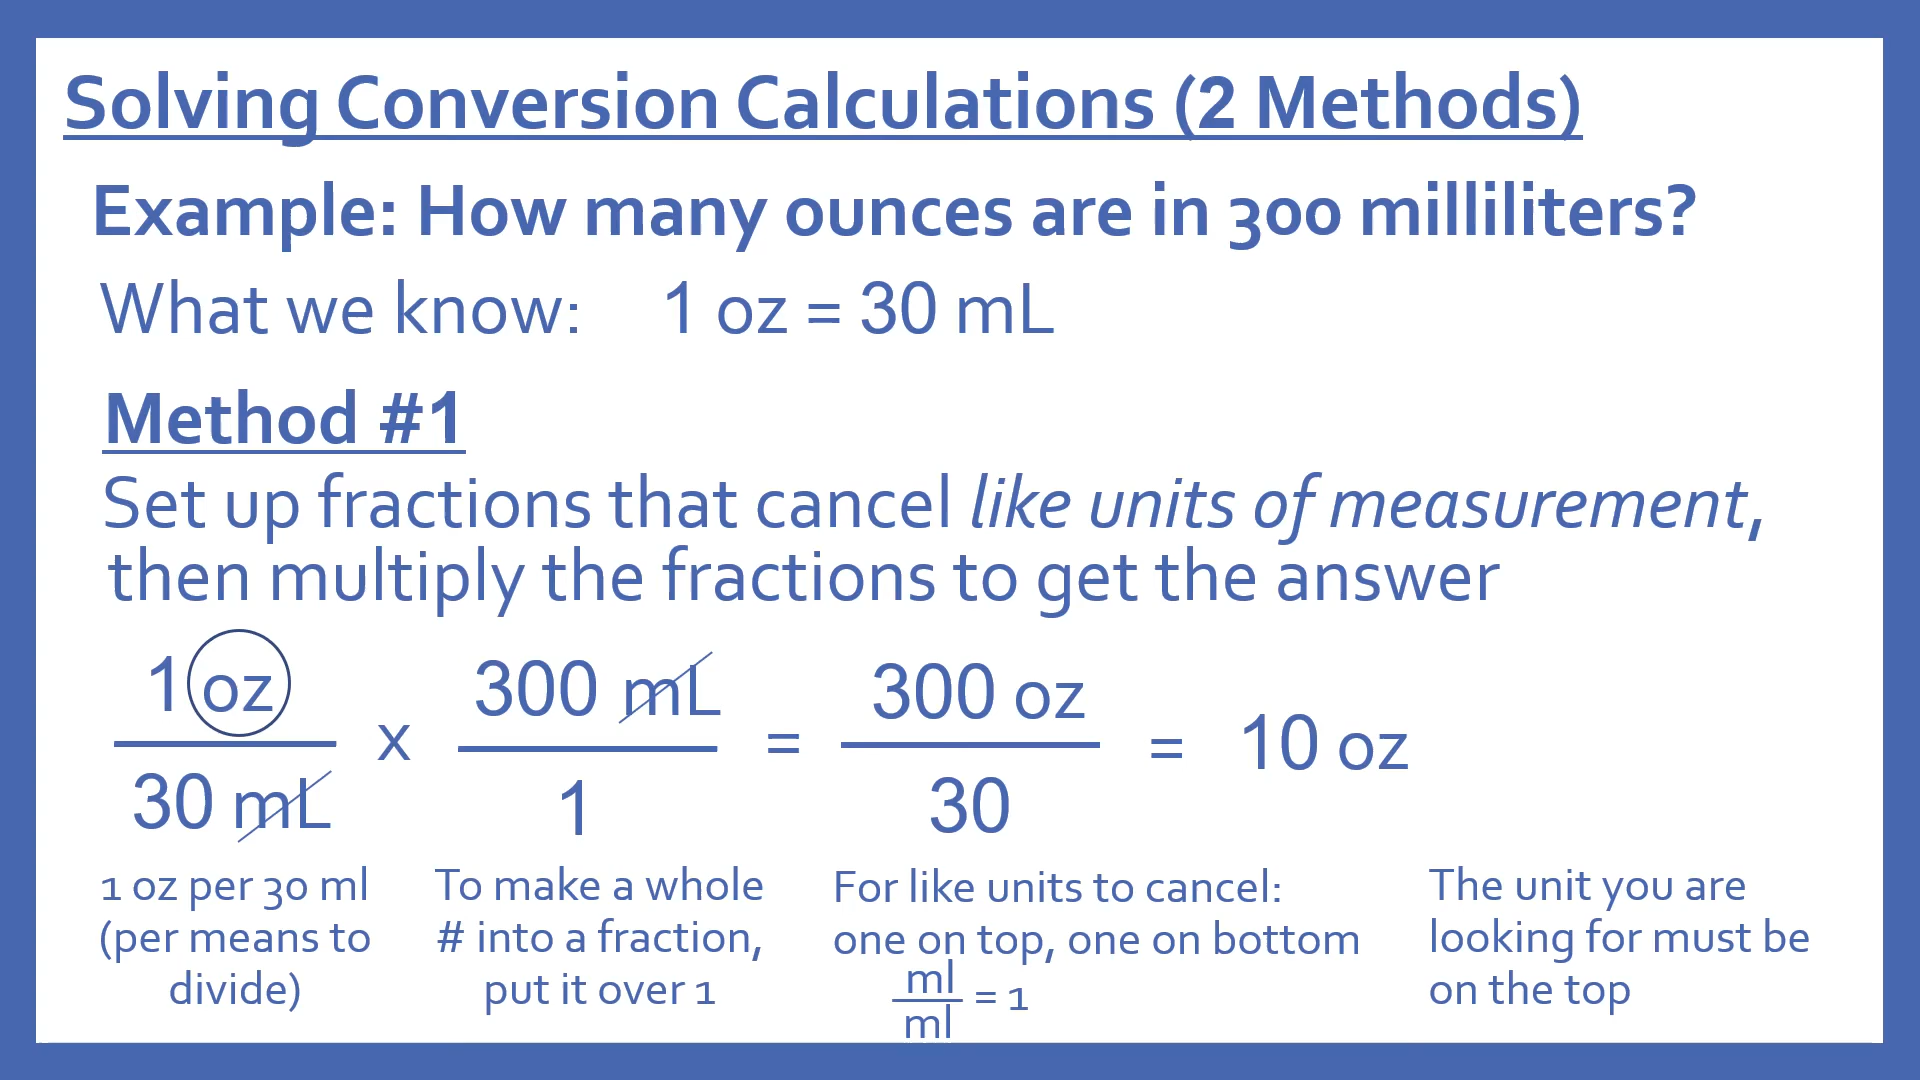 Solving Conversion Calculations (2 Methods)
Example: How many ounces are in 300 milliliters?
What we know: 1 oz = 30 mL
Method #1
Set up fractions that cancel like units of measurement,
then multiply the fractions to get the answer
1 oz
30 mL
x
300 mL
1
=
300 oz
30
= 10 oz
1 oz per 30 ml
(per means to
divide)
To make a whole
# into a fraction,
put it over 1
For like units to cancel:
one on top, one on bottom
ml
ml
= 1
The unit you are
looking for must be
on the top